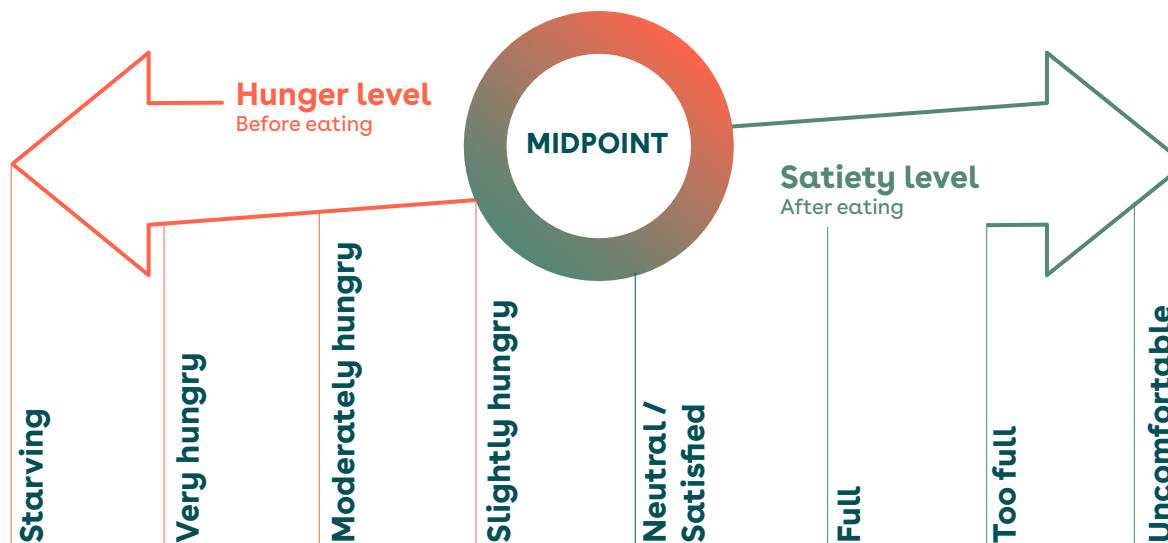 Hunger level
Before eating
MIDPOINT
Satiety level
After eating
Starving
Very hungry
Moderately hungry
Slightly hungry
Neutral /
Satisfied
Full
Too full
Uncomfortable